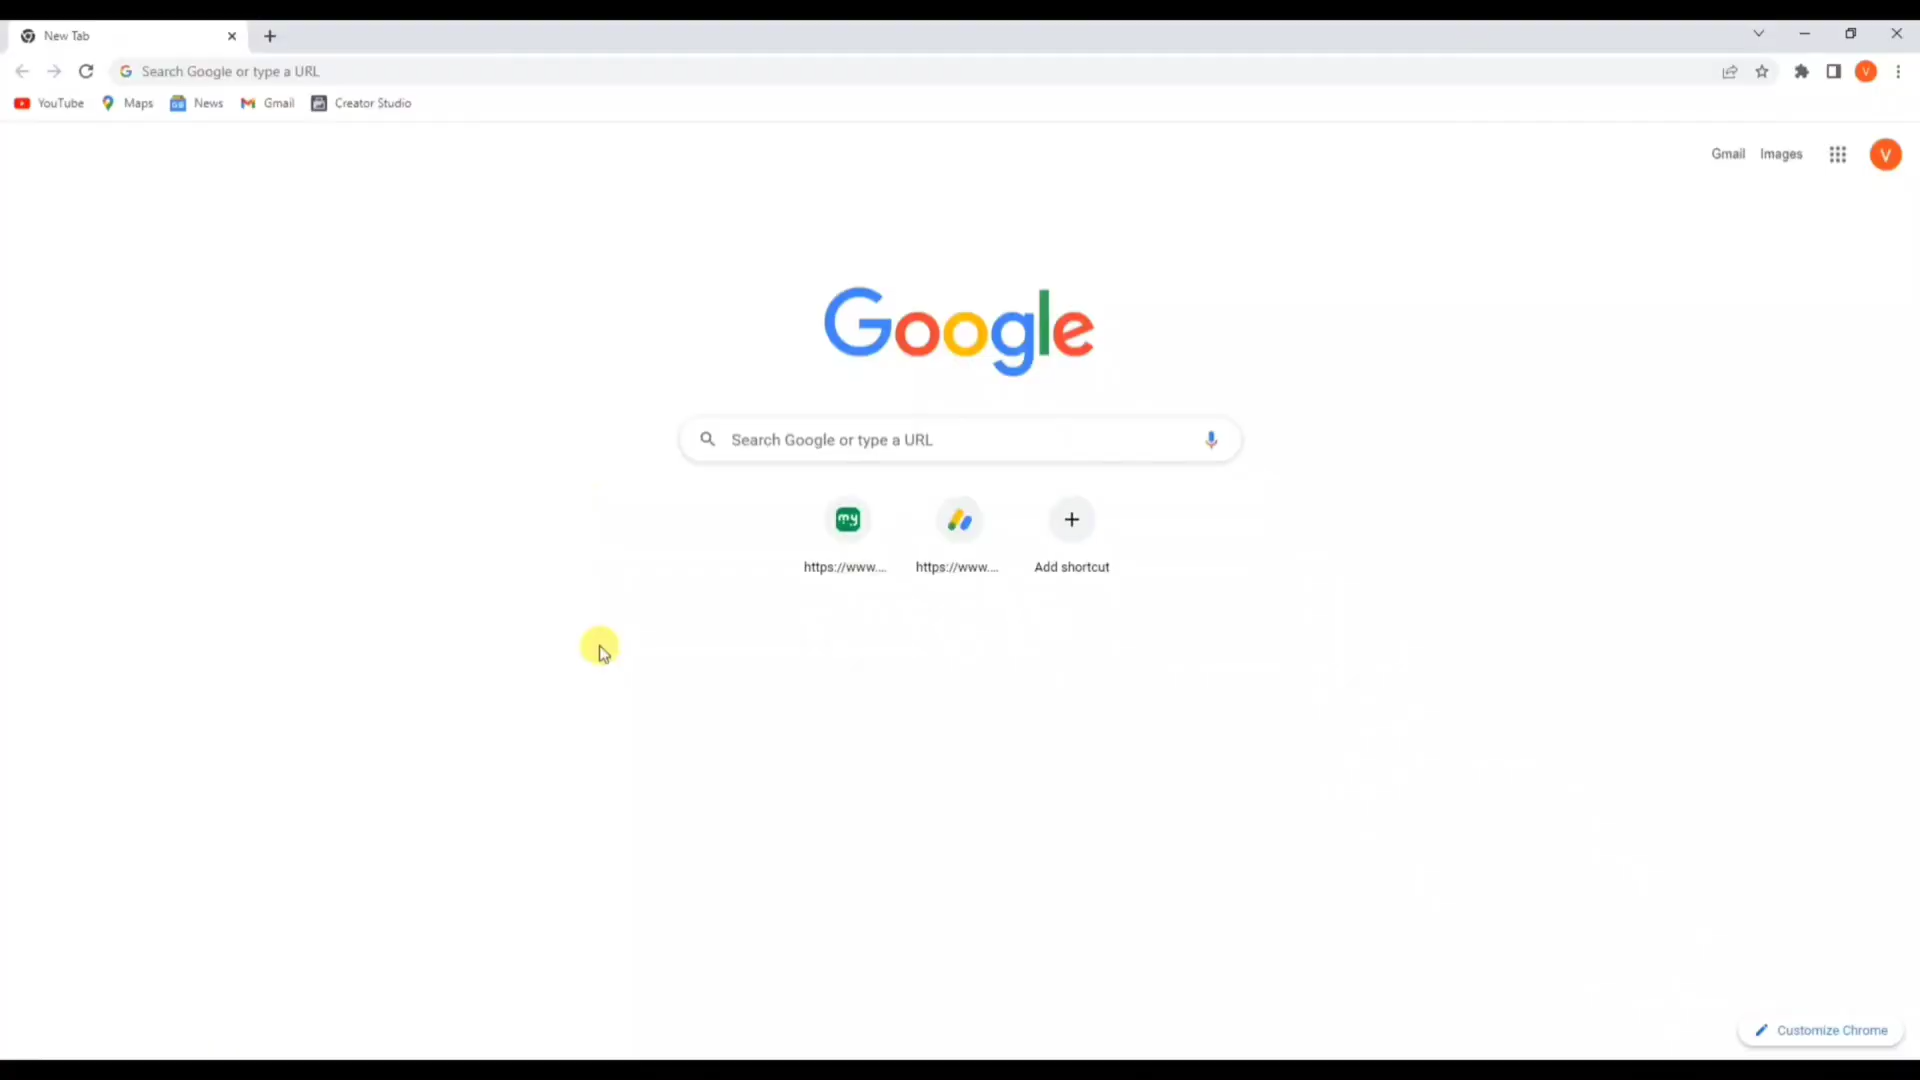 New Tab
Search Google or type a URL
YouTube Maps News Gmail Creator Studio
V
Gmail Images
V
Google
Search Google or type a URL
my
https://www.... https://www.... Add shortcut
Customize Chrome